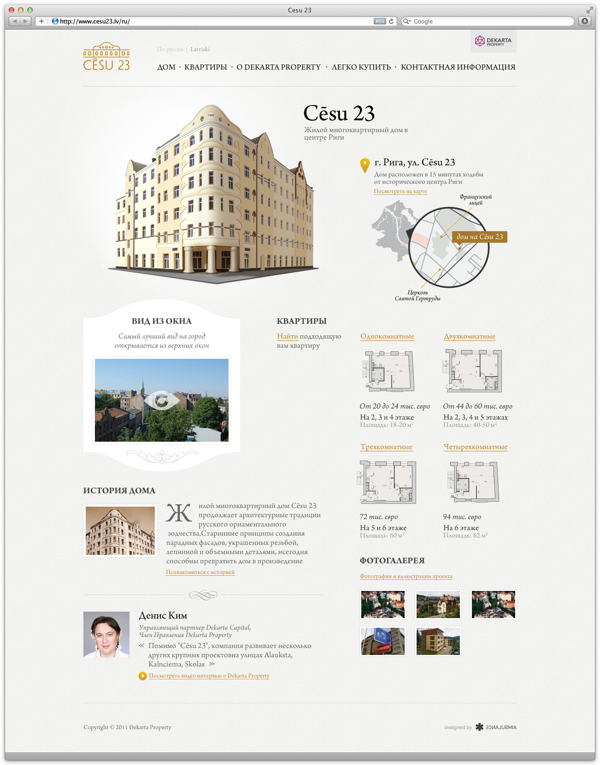 Cesu 23
http://www.cesu23.lv/ru/
Google
CĒSU 23
По-русски | Latviski
DEKARTA
PROPERTY
ДОМ • КВАРТИРЫ • О DEKARTA PROPERTY • ЛЕГКО КУПИТЬ • КОНТАКТНАЯ ИНФОРМАЦИЯ
Cēsu 23
Жилой многоквартирный дом в
центре Риги
г. Рига, ул. Cēsu 23
Дом расположен в 15 минутах ходьбы
от исторического центра Риги
Посмотреть на карте
Французский
лицей
дом на Cēsu 23
Церковь
Святой Гертруды
ВИД ИЗ ОКНА
Самый лучший вид на город
открывается из верхних окон
КВАРТИРЫ
Найти подходящую
вам квартиру
Однокомнатные
От 20 до 24 тыс. евро
На 2, 3 и 4 этаже
Площадь: 18-20 м²
Двухкомнатные
От 44 до 60 тыс. евро
На 2, 3, 4 и 5 этажах
Площадь: 40-50 м²
Трехкомнатные
72 тыс. евро
На 5 и 6 этаже
Площадь: 60 м²
Четырехкомнатные
94 тыс. евро
На 6 этаже
Площадь: 82 м²
ИСТОРИЯ ДОМА
Жилой многоквартирный дом Cēsu 23
продолжает архитектурные традиции
русского орнаментального
зодчества.Старинные принципы создания
парадных фасадов, украшенных резьбой,
лепниной и объемными деталями, исегодня
способны превратить дом в произведение
Познакомиться с историей
ФОТОГАЛЕРЕЯ
Фотографии и иллюстрации проекта
Денис Ким
Управляющий партнер Dekarta Capital,
Член Правления Dekarta Property
« Помимо "Cēsu 23", компания развивает несколько
других крупных проектовна улицах Alauksta,
Kalnciema, Skolas »
Посмотреть видео интервью о Dekarta Property
Copyright © 2011 Dekarta Property
designed by AMBULANCE